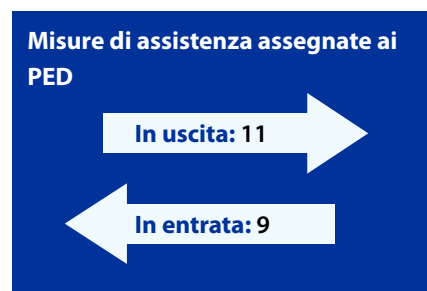 Misure di assistenza assegnate ai
PED
In uscita: 11
In entrata: 9